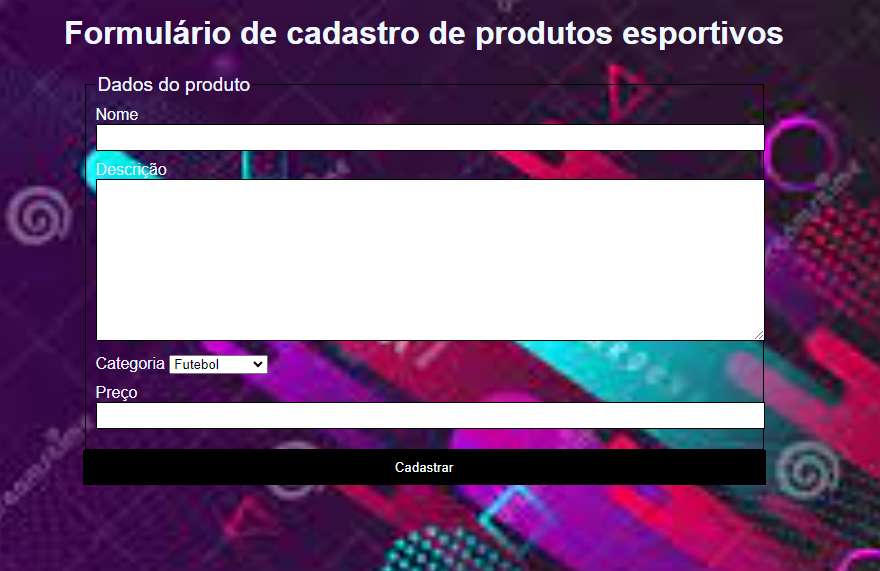 Formulário de cadastro de produtos esportivos
Dados do produto
Nome
Descrição
Categoria Futebol
Preço
Cadastrar